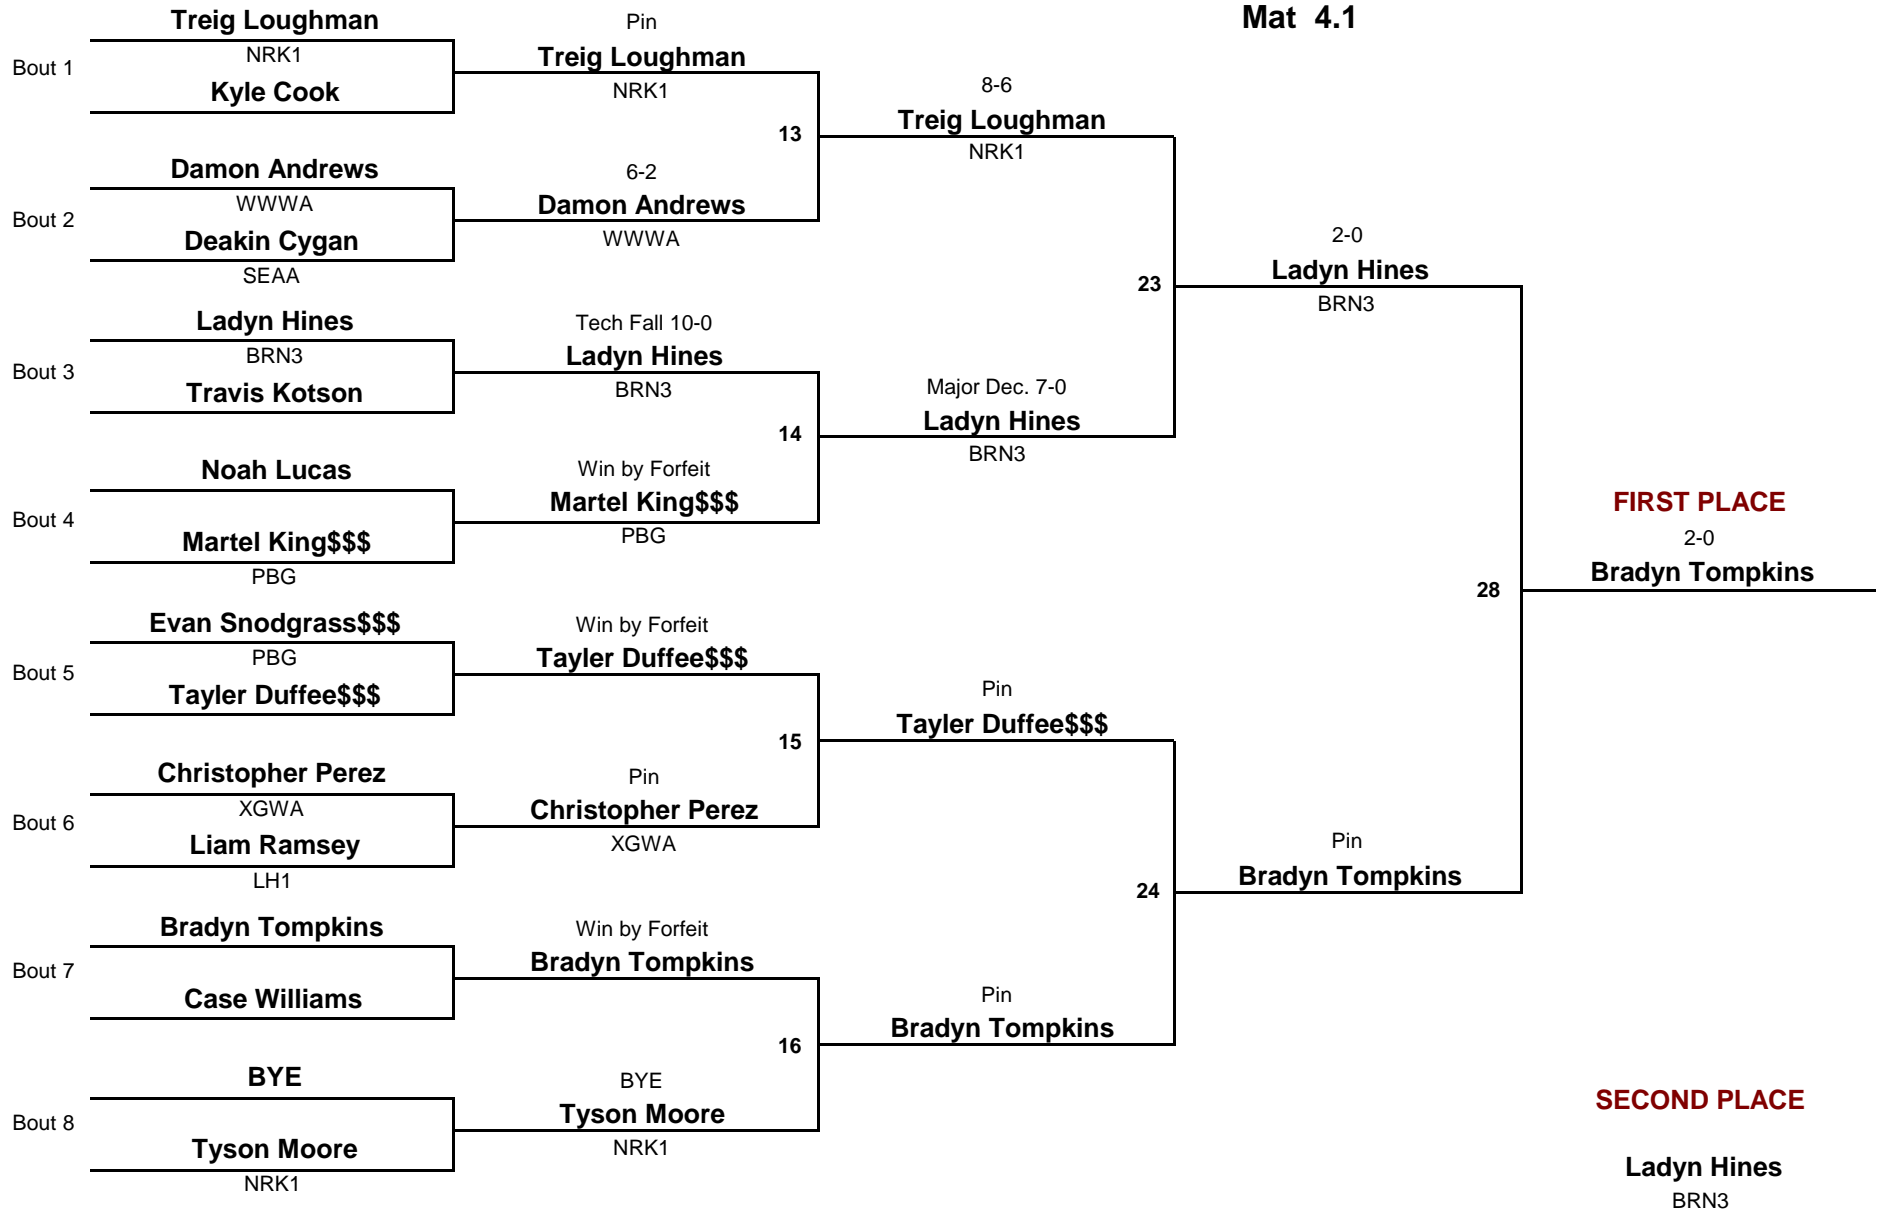 Mat 4.1
Bout 1
Treig Loughman
NRK1
Kyle Cook
Bout 2
Damon Andrews
WWWA
Deakin Cygan
SEAA
Bout 3
Ladyn Hines
BRN3
Travis Kotson
Bout 4
Noah Lucas
Martel King$$$
PBG
Bout 5
Evan Snodgrass$$$
PBG
Tayler Duffee$$$
Bout 6
Christopher Perez
XGWA
Liam Ramsey
LH1
Bout 7
Bradyn Tompkins
Case Williams
Bout 8
BYE
Tyson Moore
NRK1
Pin
Treig Loughman
NRK1
13
6-2
Damon Andrews
WWWA
Tech Fall 10-0
Ladyn Hines
BRN3
14
Win by Forfeit
Martel King$$$
PBG
Win by Forfeit
Tayler Duffee$$$
15
Pin
Christopher Perez
XGWA
Win by Forfeit
Bradyn Tompkins
16
BYE
Tyson Moore
NRK1
8-6
Treig Loughman
NRK1
23
Major Dec. 7-0
Ladyn Hines
BRN3
Pin
Tayler Duffee$$$
24
Pin
Bradyn Tompkins
2-0
Ladyn Hines
BRN3
28
Pin
Bradyn Tompkins
FIRST PLACE
2-0
Bradyn Tompkins
SECOND PLACE
Ladyn Hines
BRN3